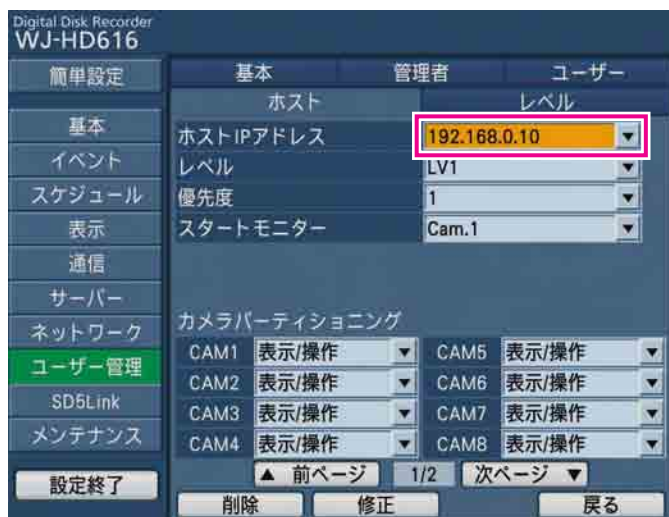 Digital Disk Recorder
WJ-HD616
簡単設定
基本
イベント
スケジュール
表示
通信
サーバー
ネットワーク
ユーザー管理
SD5Link
メンテナンス
設定終了
基本 管理者 ユーザー
ホスト レベル
ホストIPアドレス 192.168.0.10
レベル LV1
優先度 1
スタートモニター Cam.1
カメラパーティショニング
CAM1 表示/操作 CAM5 表示/操作
CAM2 表示/操作 CAM6 表示/操作
CAM3 表示/操作 CAM7 表示/操作
CAM4 表示/操作 CAM8 表示/操作
▲ 前ページ 1/2 次ページ ▼
削除 修正 戻る